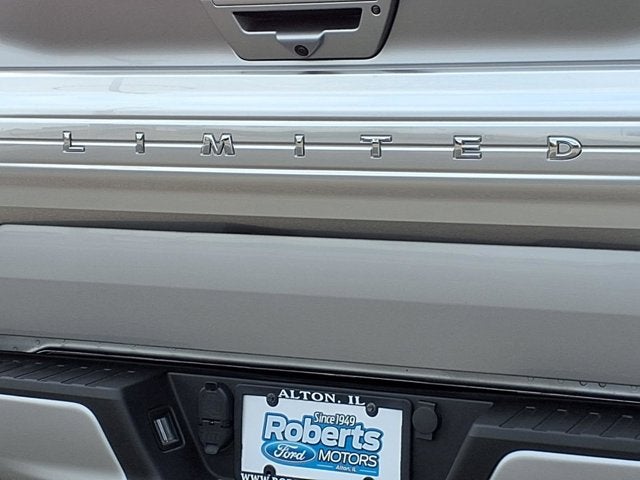 LIMITED
ALTON, IL
Since 1949
Roberts
Ford MOTORS
Alton, IL